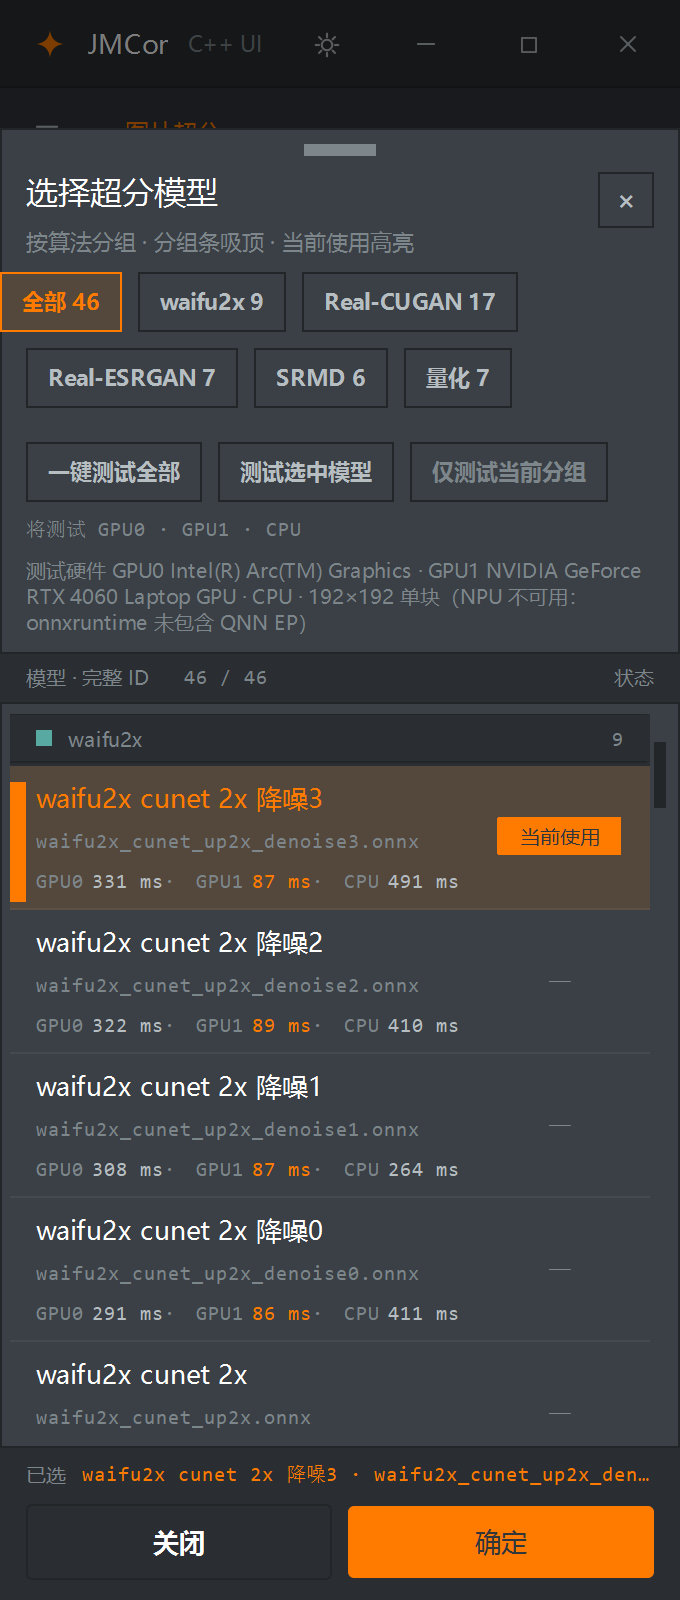 JMCor C++ UI
选择超分模型
×
按算法分组 · 分组条吸顶 · 当前使用高亮
全部 46 waifu2x 9 Real-CUGAN 17
Real-ESRGAN 7 SRMD 6 量化 7
一键测试全部 测试选中模型 仅测试当前分组
将测试 GPU0 · GPU1 · CPU
测试硬件 GPU0 Intel(R) Arc(TM) Graphics · GPU1 NVIDIA GeForce
RTX 4060 Laptop GPU · CPU · 192×192 单块（NPU 不可用：
onnxruntime 未包含 QNN EP）
模型 · 完整 ID 46 / 46 状态
waifu2x 9
waifu2x cunet 2x 降噪3
waifu2x_cunet_up2x_denoise3.onnx 当前使用
GPU0 331 ms· GPU1 87 ms· CPU 491 ms
waifu2x cunet 2x 降噪2
waifu2x_cunet_up2x_denoise2.onnx —
GPU0 322 ms· GPU1 89 ms· CPU 410 ms
waifu2x cunet 2x 降噪1
waifu2x_cunet_up2x_denoise1.onnx —
GPU0 308 ms· GPU1 87 ms· CPU 264 ms
waifu2x cunet 2x 降噪0
waifu2x_cunet_up2x_denoise0.onnx —
GPU0 291 ms· GPU1 86 ms· CPU 411 ms
waifu2x cunet 2x
waifu2x_cunet_up2x.onnx —
已选 waifu2x cunet 2x 降噪3 · waifu2x_cunet_up2x_den…
关闭 确定